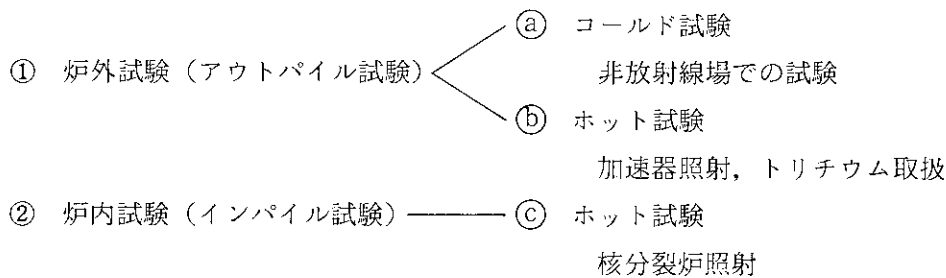 ⓐ コールド試験
① 炉外試験(アウトパイル試験)
非放射線場での試験
ⓑ ホット試験
加速器照射,トリチウム取扱
② 炉内試験(インパイル試験) ⓒ ホット試験
核分裂炉照射